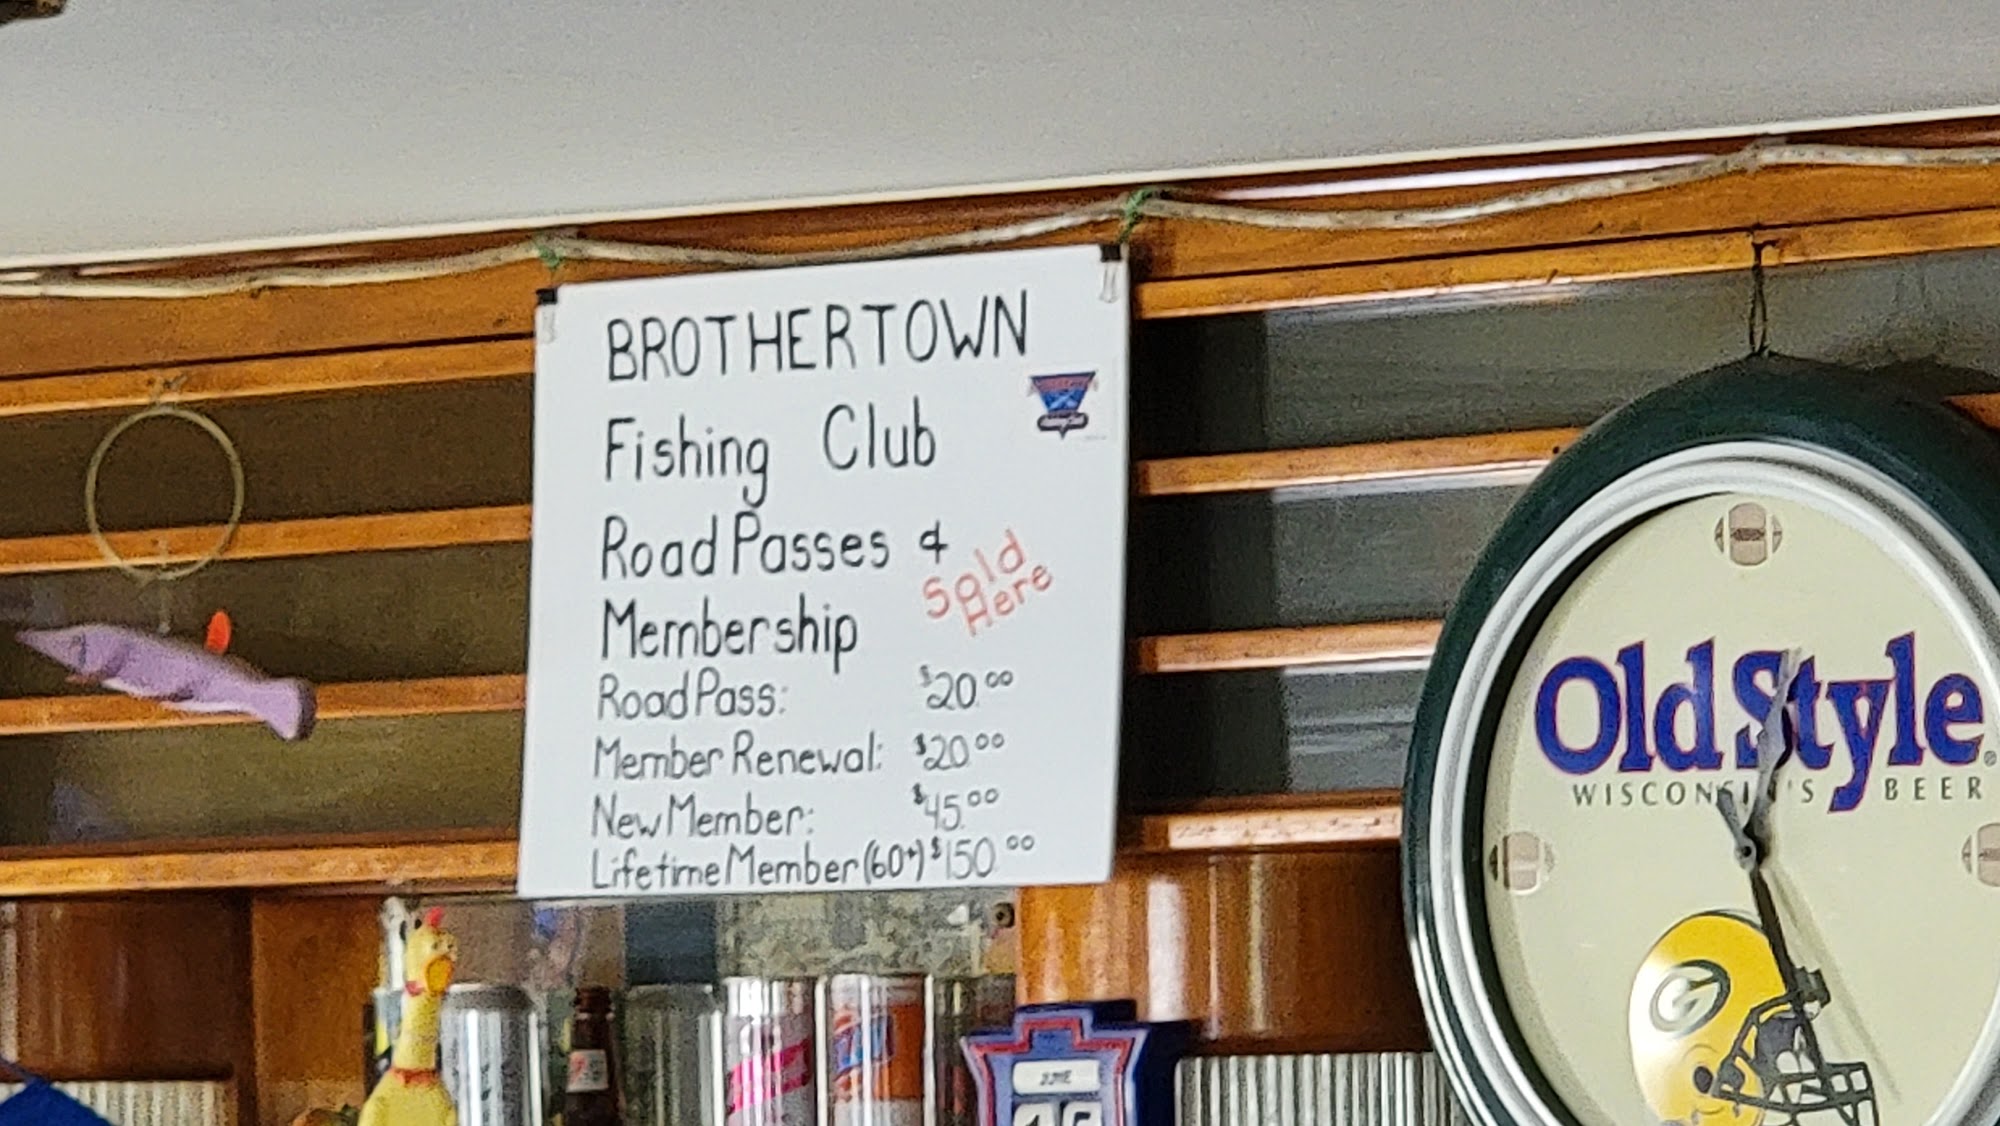 BROTHERTOWN
Fishing Club
Road Passes &
Sold
Here
Membership
Road Pass: $20.00
Member Renewal: $20.00
New Member: $45.00
Lifetime Member (60+) $150.00
Old Style®
WISCONSIN'S BEER
G
JUNE